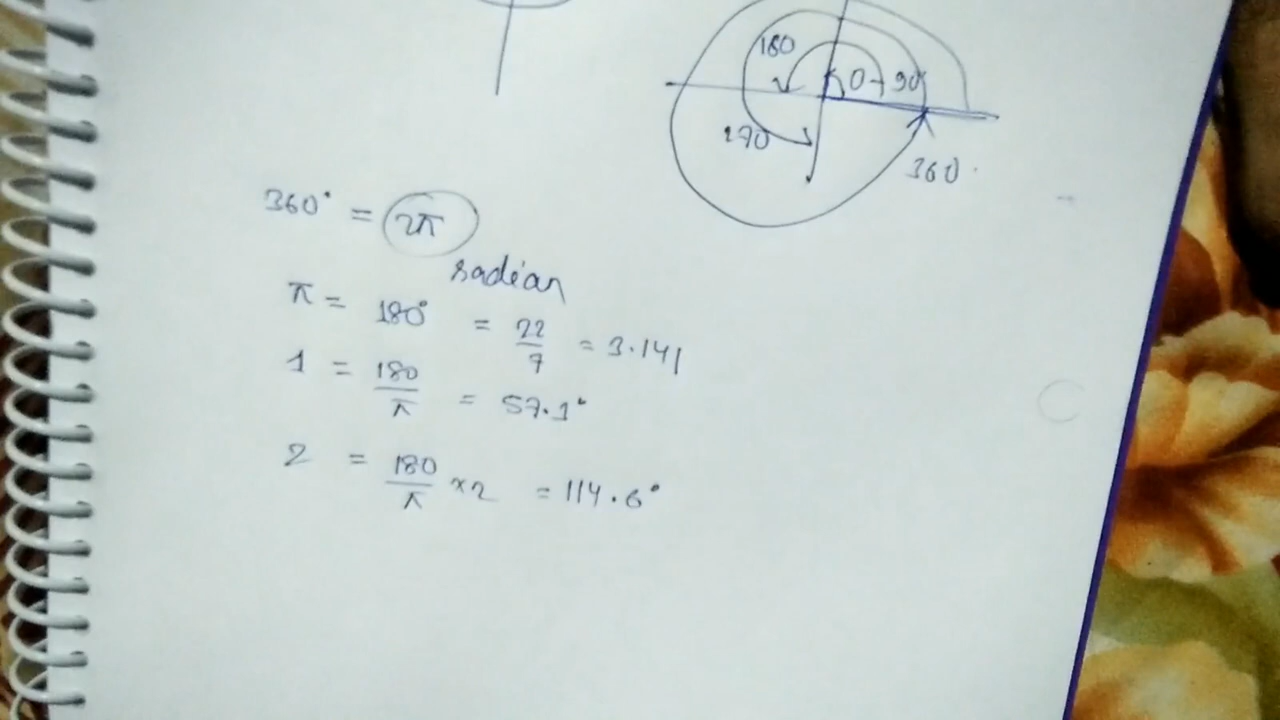 180
0-90
270
360
360° = 2π
radian
π = 180° = 22/7 = 3.141
1 = 180/π = 57.1°
2 = 180/π ×2 = 114.6°